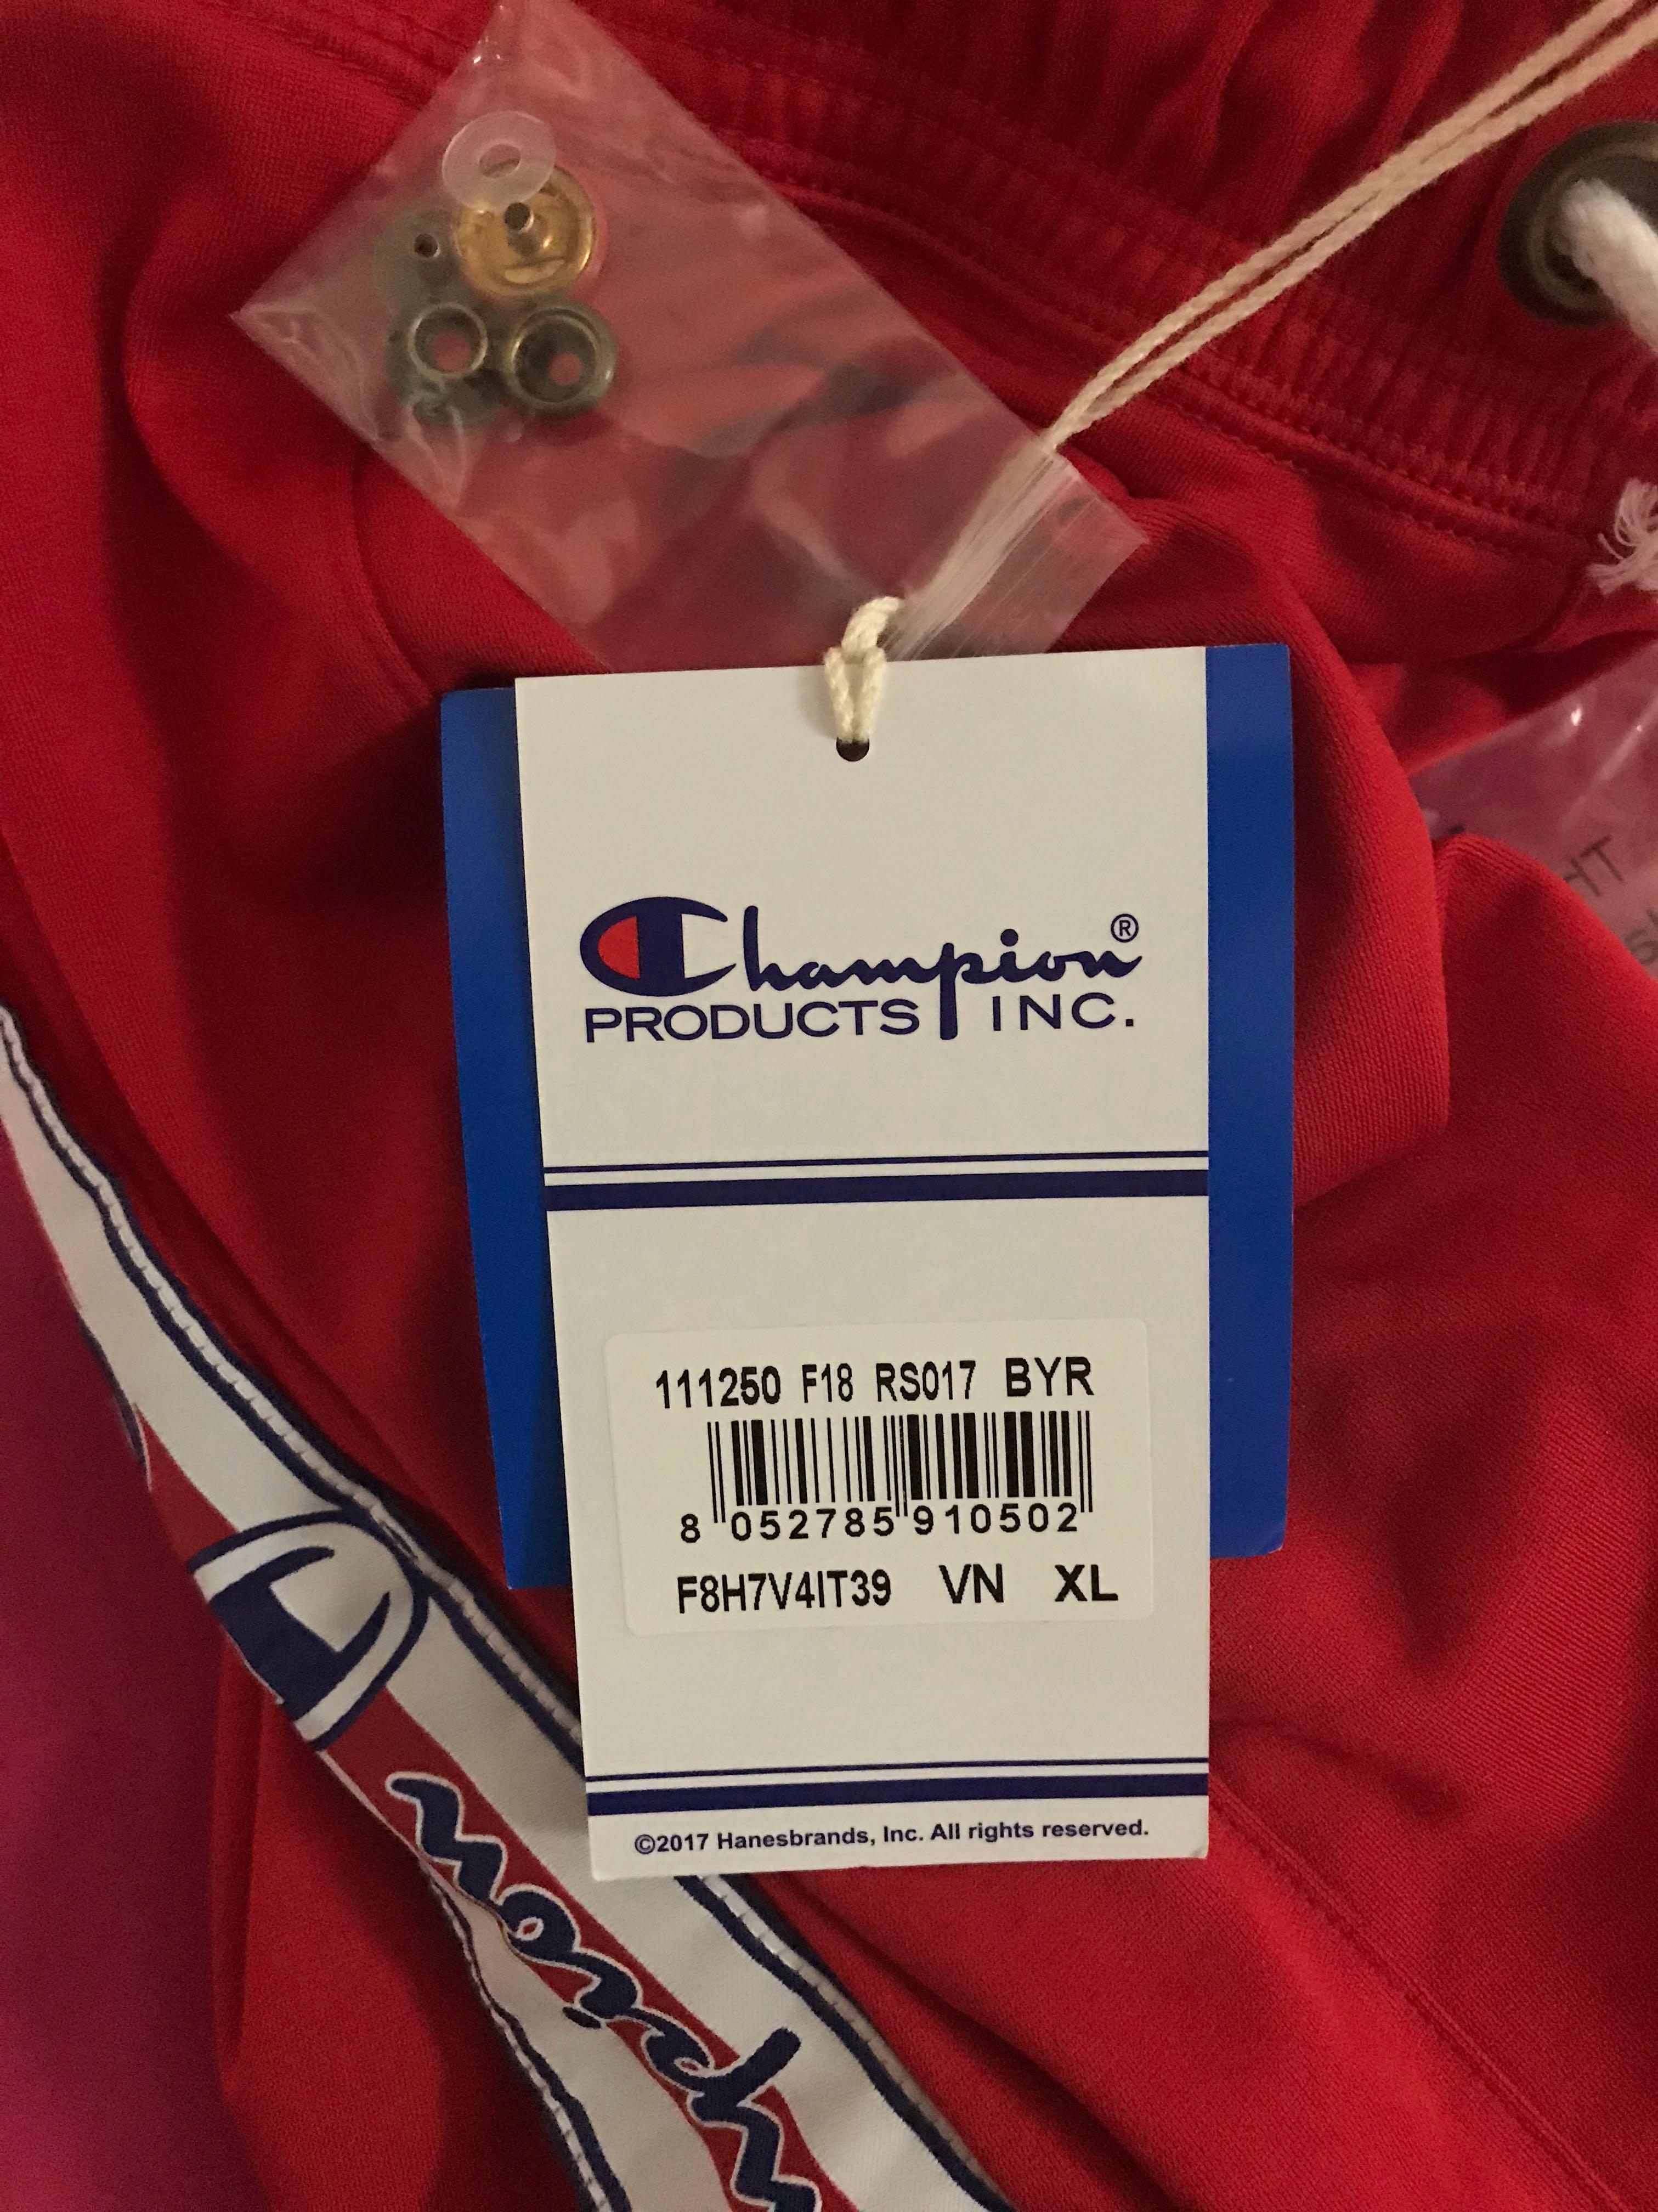 Champion®
PRODUCTS INC.
111250 F18 RS017 BYR
8 052785 910502
F8H7V4IT39 VN XL
©2017 Hanesbrands, Inc. All rights reserved.
HT
Champion